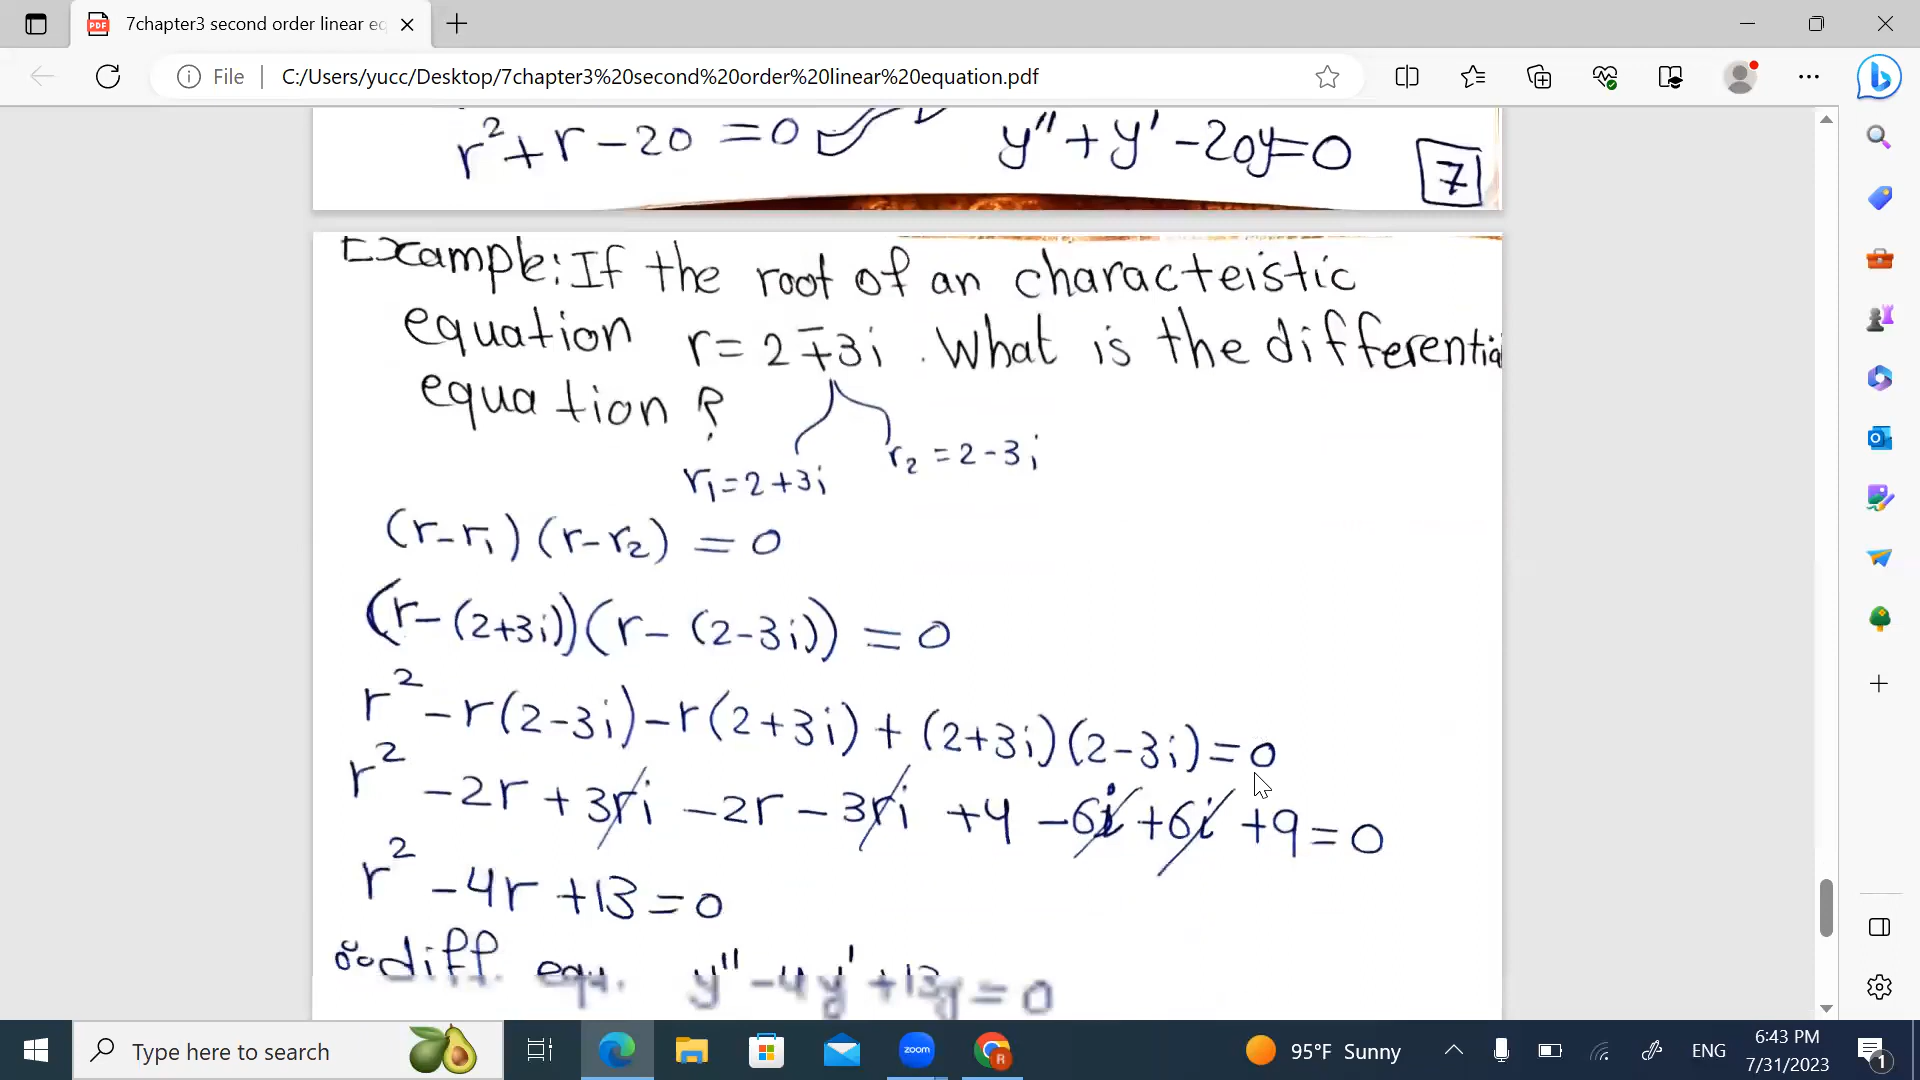 7chapter3 second order linear eq
File
C:/Users/yucc/Desktop/7chapter3%20second%20order%20linear%20equation.pdf
r²+r-20=0 y''+y'-20y=0 7
Example: If the root of an characteistic
equation r=2∓3i. What is the differentia
equation?
r₂=2-3i
r₁=2+3i
(r-r₁)(r-r₂)=0
(r-(2+3i))(r-(2-3i))=0
r²-r(2-3i)-r(2+3i)+(2+3i)(2-3i)=0
r²-2r+3ri-2r-3ri+4-6i+6i+9=0
r²-4r+13=0
diff. equ. y''-4y'+13y=0
Type here to search
zoom
R
95°F Sunny
ENG
6:43 PM
7/31/2023
1